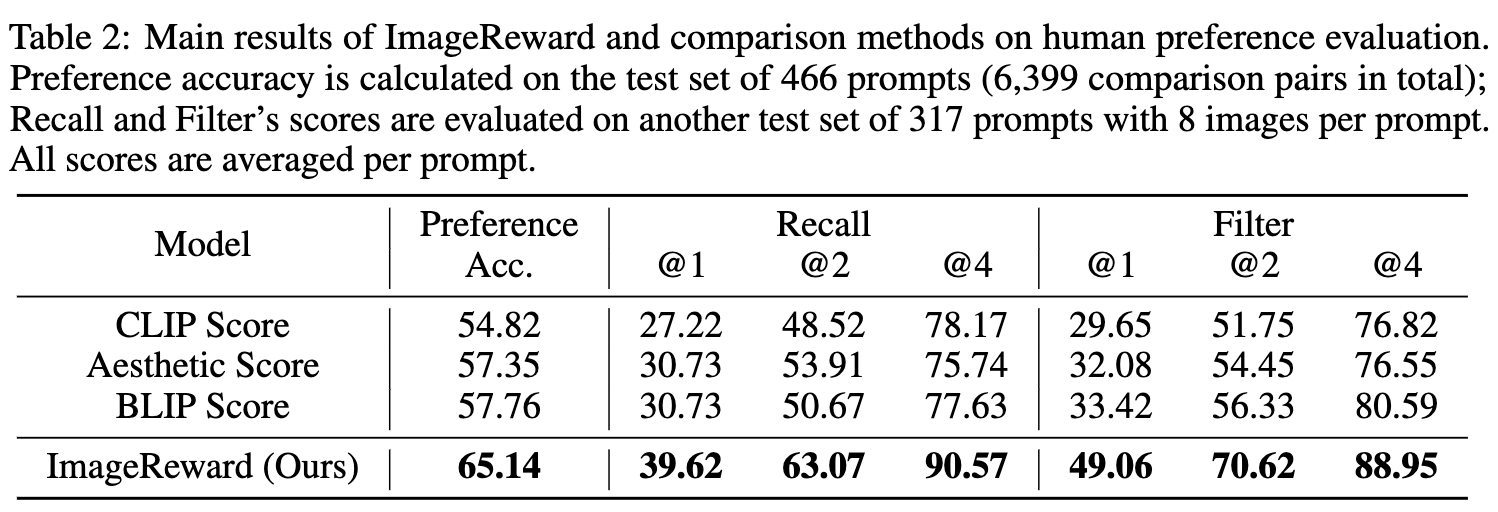 Table 2: Main results of ImageReward and comparison methods on human preference evaluation.
Preference accuracy is calculated on the test set of 466 prompts (6,399 comparison pairs in total);
Recall and Filter's scores are evaluated on another test set of 317 prompts with 8 images per prompt.
All scores are averaged per prompt.
Model Preference Acc. Recall Filter
@1 @2 @4 @1 @2 @4
CLIP Score 54.82 27.22 48.52 78.17 29.65 51.75 76.82
Aesthetic Score 57.35 30.73 53.91 75.74 32.08 54.45 76.55
BLIP Score 57.76 30.73 50.67 77.63 33.42 56.33 80.59
ImageReward (Ours) 65.14 39.62 63.07 90.57 49.06 70.62 88.95